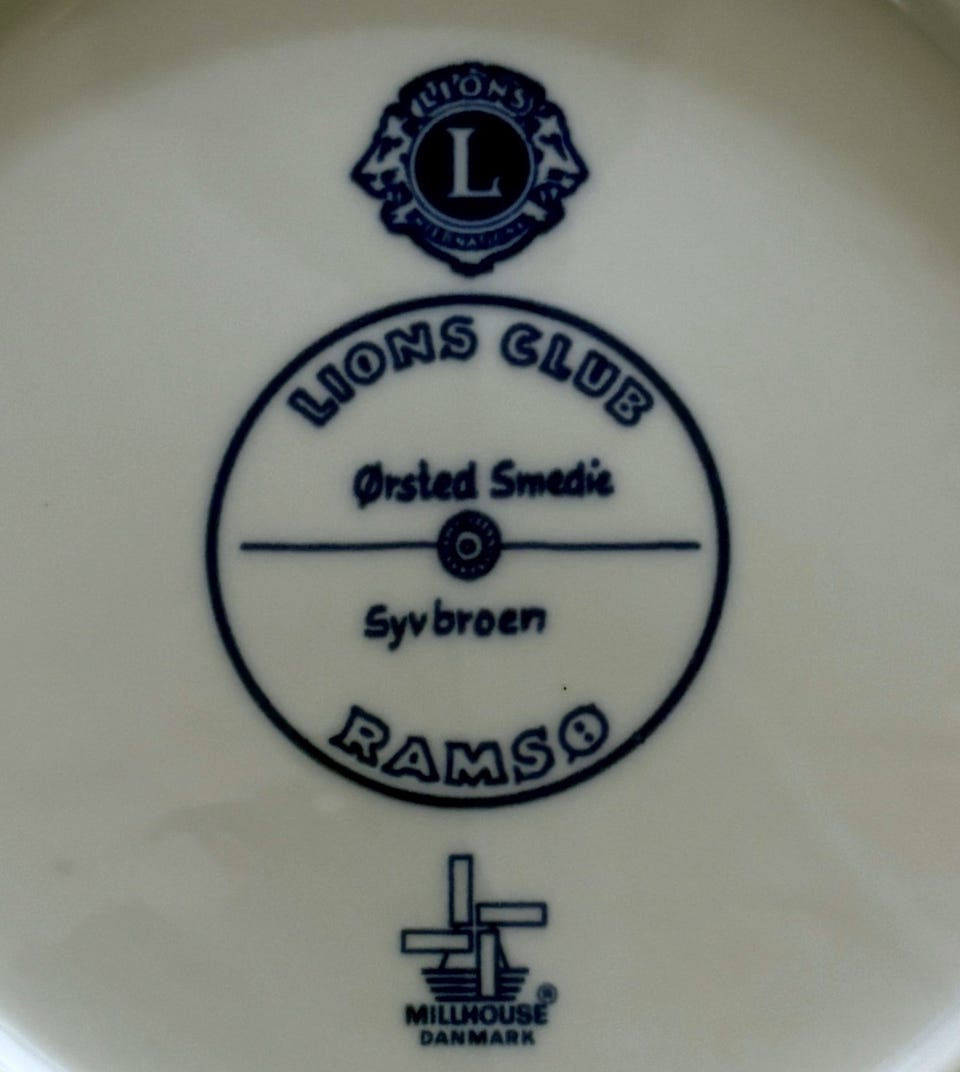 LIONS
L
INTERNATIONAL
LIONS CLUB
Ørsted Smedie
Syvbroen
RAMSØ
MILLHOUSE®
DANMARK